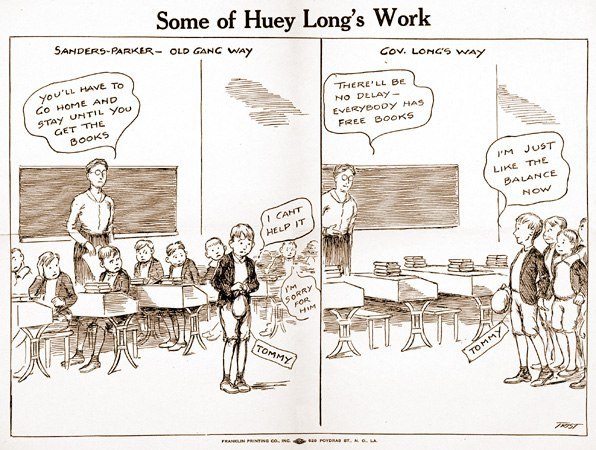 Some of Huey Long's Work
SANDERS-PARKER- OLD GANG WAY
YOU'LL HAVE TO
GO HOME AND
STAY UNTIL YOU
GET THE
BOOKS
I CANT
HELP IT
I'M
SORRY
FOR
HIM
TOMMY
GOV. LONG'S WAY
THERE'LL BE
NO DELAY-
EVERYBODY HAS
FREE BOOKS
I'M JUST
LIKE THE
BALANCE
NOW
TOMMY
TRIST
FRANKLIN PRINTING CO., INC. 520 POYDRAS ST., N. O., LA.